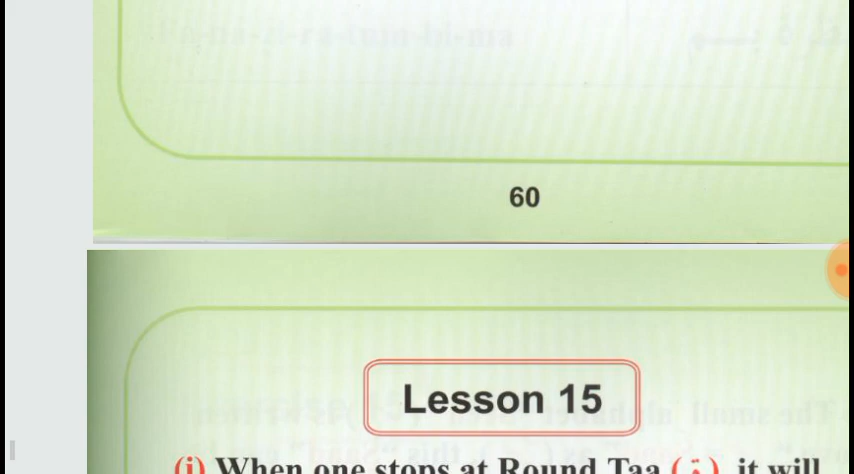 60
Lesson 15
(i) When one stops at Round Taa ( ة ), it will